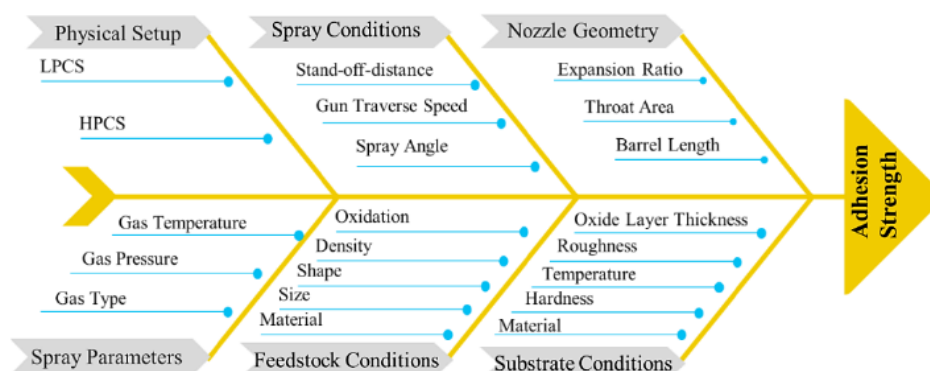 Physical Setup
Spray Conditions
Nozzle Geometry
LPCS
HPCS
Stand-off-distance
Gun Traverse Speed
Spray Angle
Expansion Ratio
Throat Area
Barrel Length
Adhesion
Strength
Gas Temperature
Gas Pressure
Gas Type
Oxidation
Density
Shape
Size
Material
Oxide Layer Thickness
Roughness
Temperature
Hardness
Material
Spray Parameters
Feedstock Conditions
Substrate Conditions